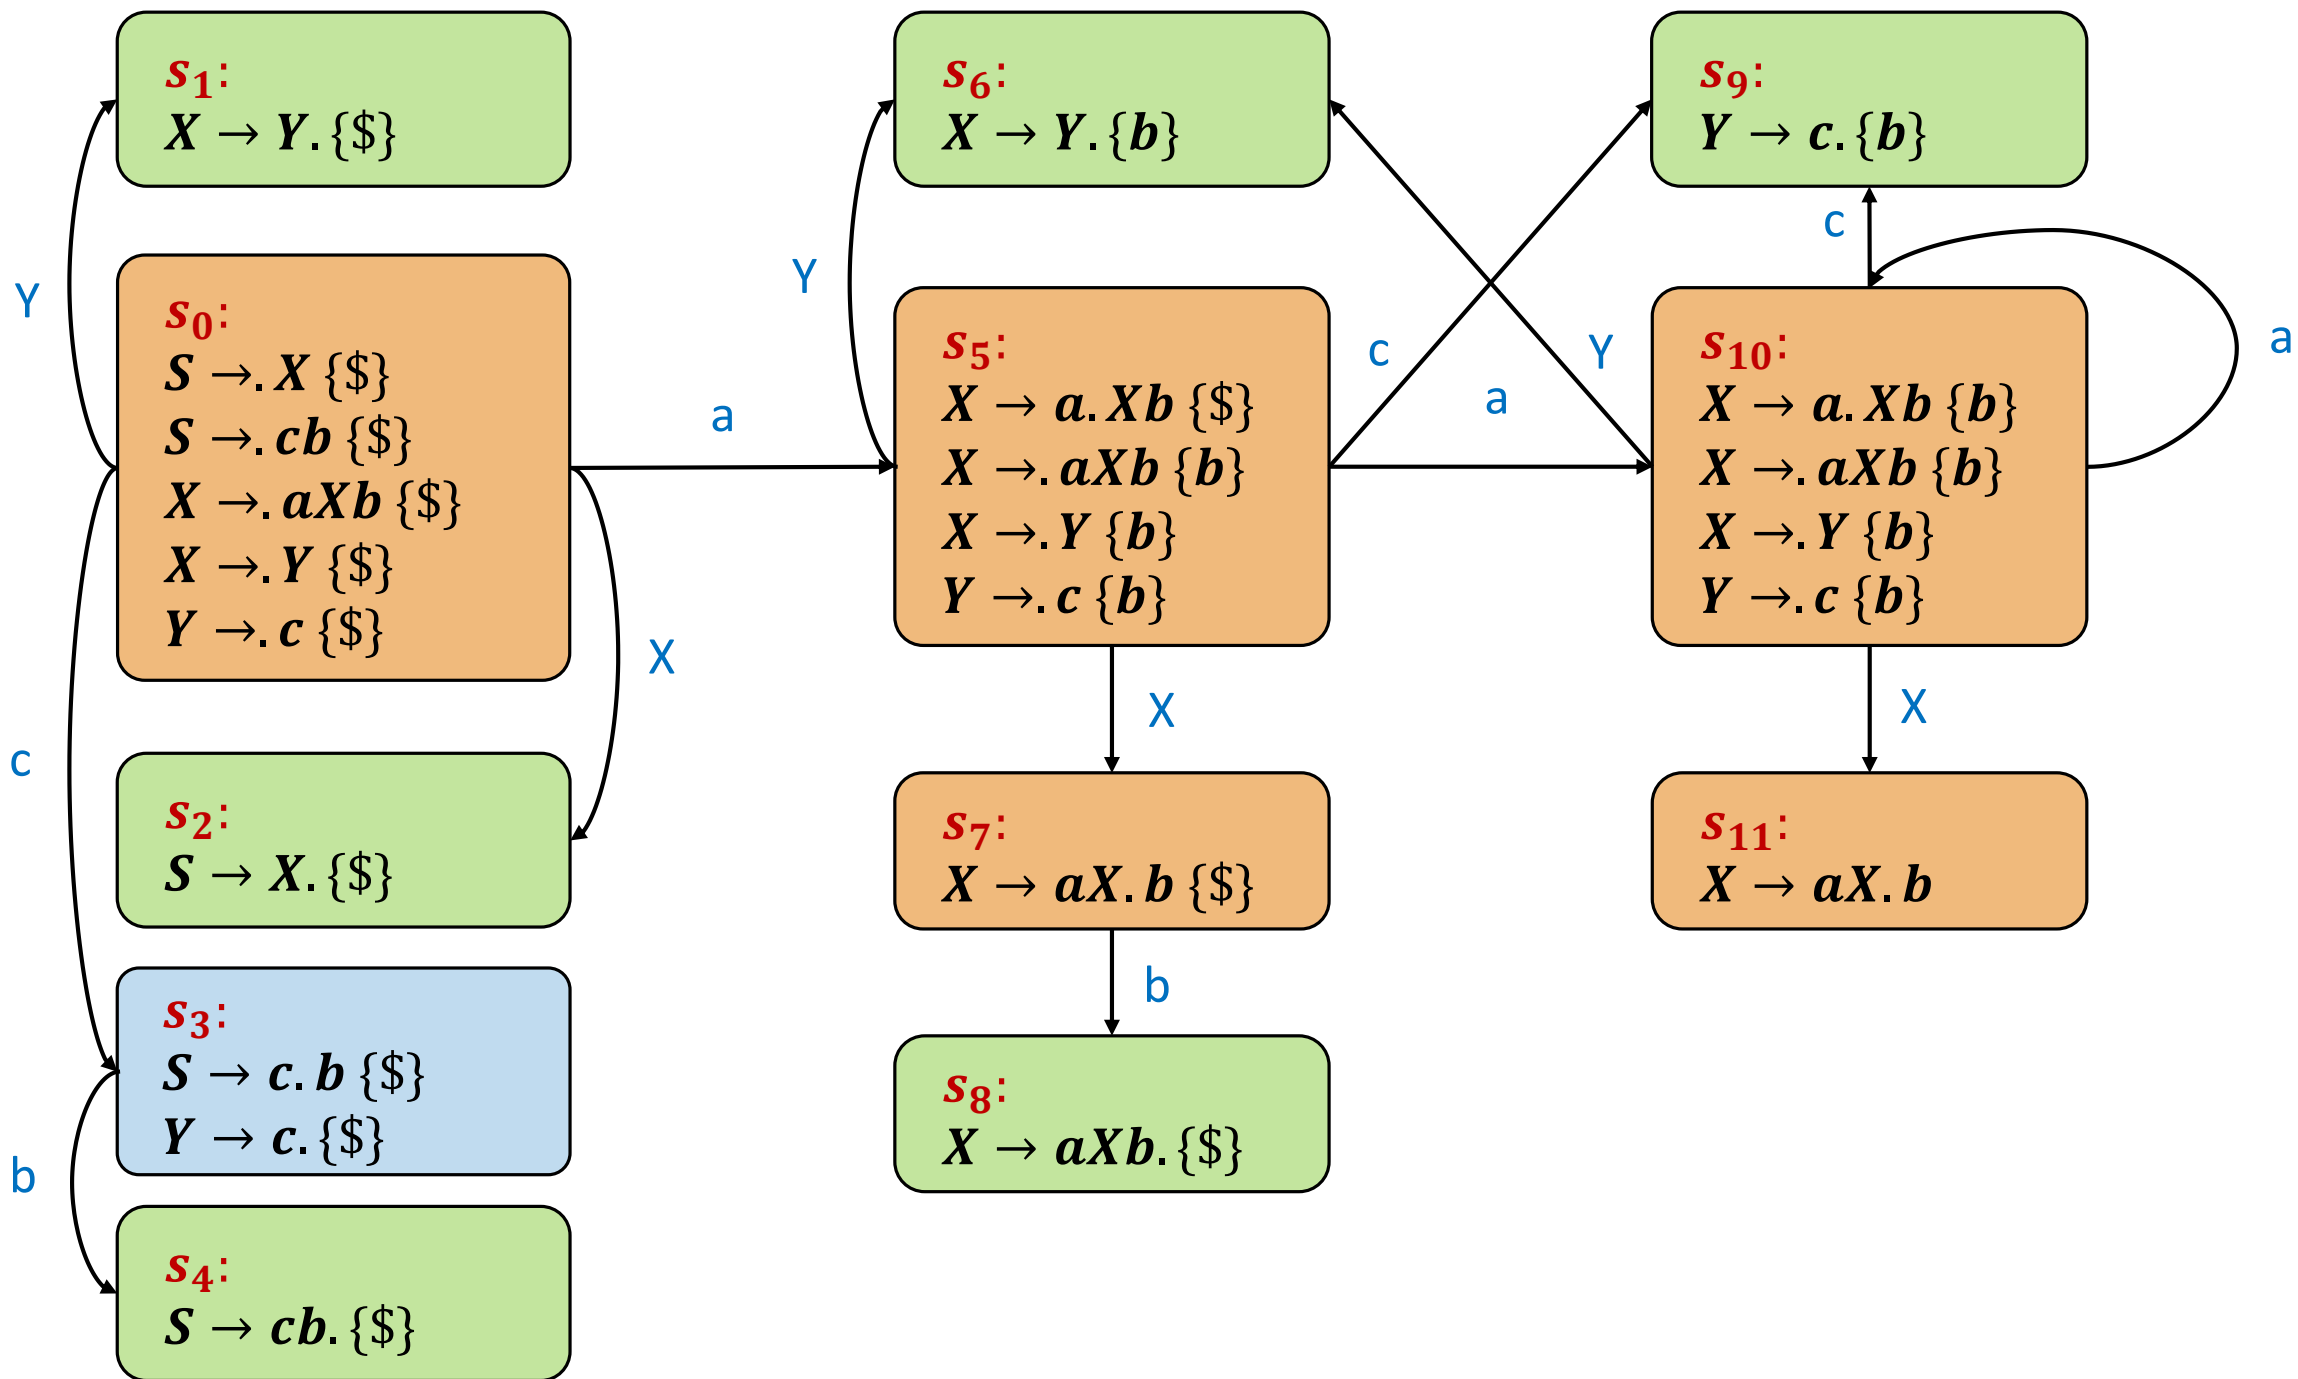 s1:
X → Y. {$}
Y
s0:
S →. X {$}
S →. cb {$}
X →. aXb {$}
X →. Y {$}
Y →. c {$}
a
X
c
s2:
S → X. {$}
s3:
S → c. b {$}
Y → c. {$}
b
s4:
S → cb. {$}
s6:
X → Y. {b}
Y
s5:
X → a. Xb {$}
X →. aXb {b}
X →. Y {b}
Y →. c {b}
c
a
Y
X
s7:
X → aX. b {$}
b
s8:
X → aXb. {$}
s9:
Y → c. {b}
c
a
s10:
X → a. Xb {b}
X →. aXb {b}
X →. Y {b}
Y →. c {b}
X
s11:
X → aX. b